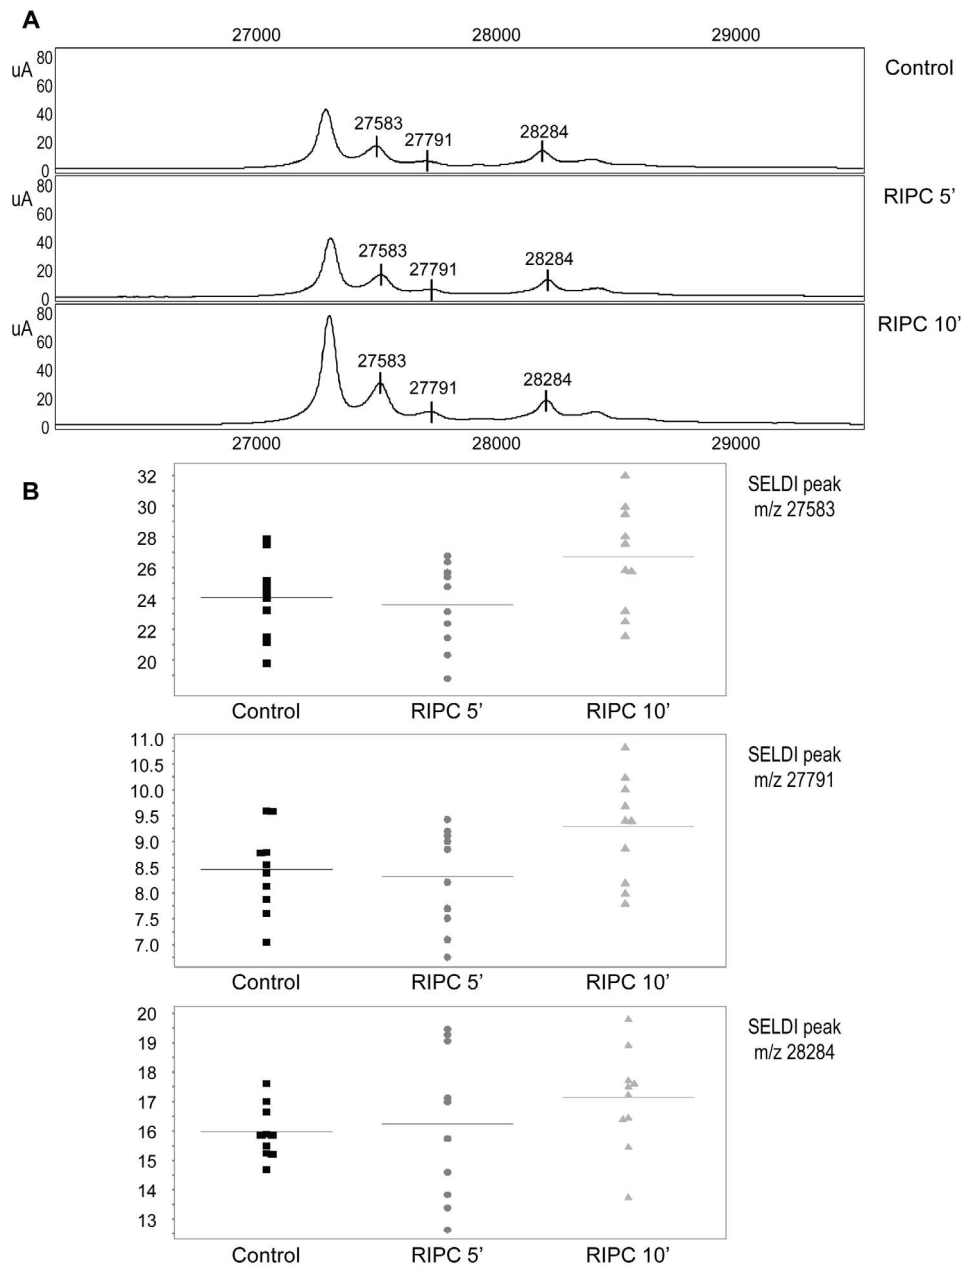 A
27000 28000 29000
uA 80 60 40 20 0
27583 27791 28284
Control
uA 80 60 40 20 0
27583 27791 28284
RIPC 5’
uA 80 60 40 20 0
27583 27791 28284
RIPC 10’
27000 28000 29000
B
32
30
28
26
24
22
20
SELDI peak
m/z 27583
Control RIPC 5’ RIPC 10’
11.0
10.5
10.0
9.5
9.0
8.5
8.0
7.5
7.0
SELDI peak
m/z 27791
Control RIPC 5’ RIPC 10’
20
19
18
17
16
15
14
13
SELDI peak
m/z 28284
Control RIPC 5’ RIPC 10’